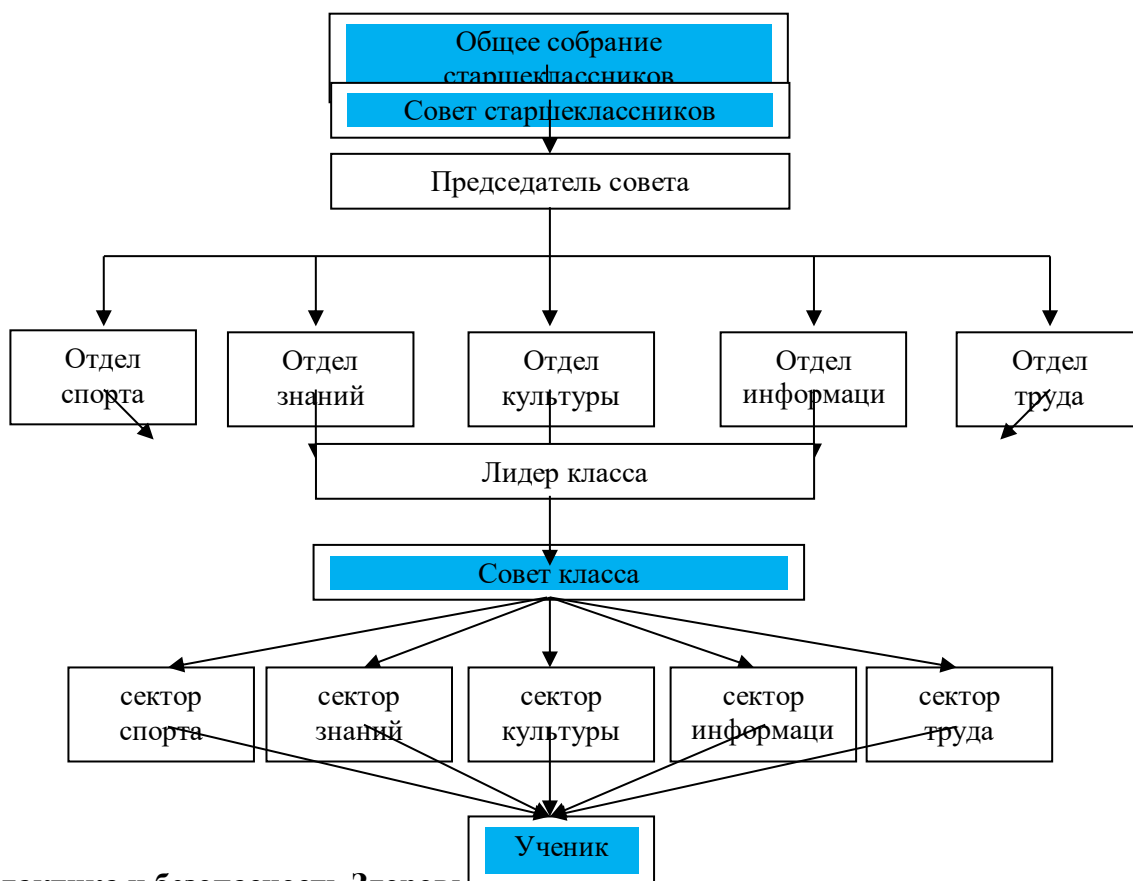 Общее собрание
старшеклассников
Совет старшеклассников
Председатель совета
Отдел
спорта
Отдел
знаний
Отдел
культуры
Отдел
информаци
Отдел
труда
Лидер класса
Совет класса
сектор
спорта
сектор
знаний
сектор
культуры
сектор
информаци
сектор
труда
Ученик
и безопасность